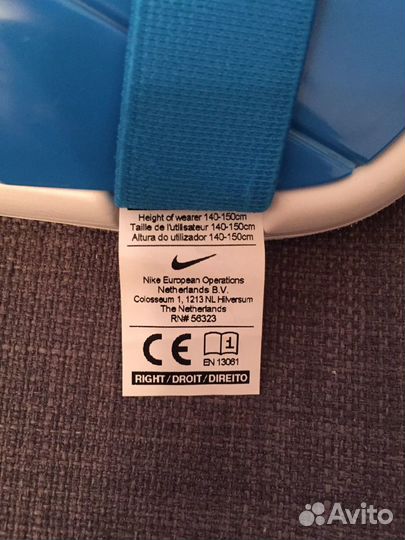 Height of wearer 140-150cm
Taille de l'utilisateur 140-150cm
Altura do utilizador 140-150cm
Nike European Operations
Netherlands B.V.
Colosseum 1, 1213 NL Hilversum
The Netherlands
RN# 56323
CE i
EN 13061
RIGHT/DROIT/DIREITO
Avito